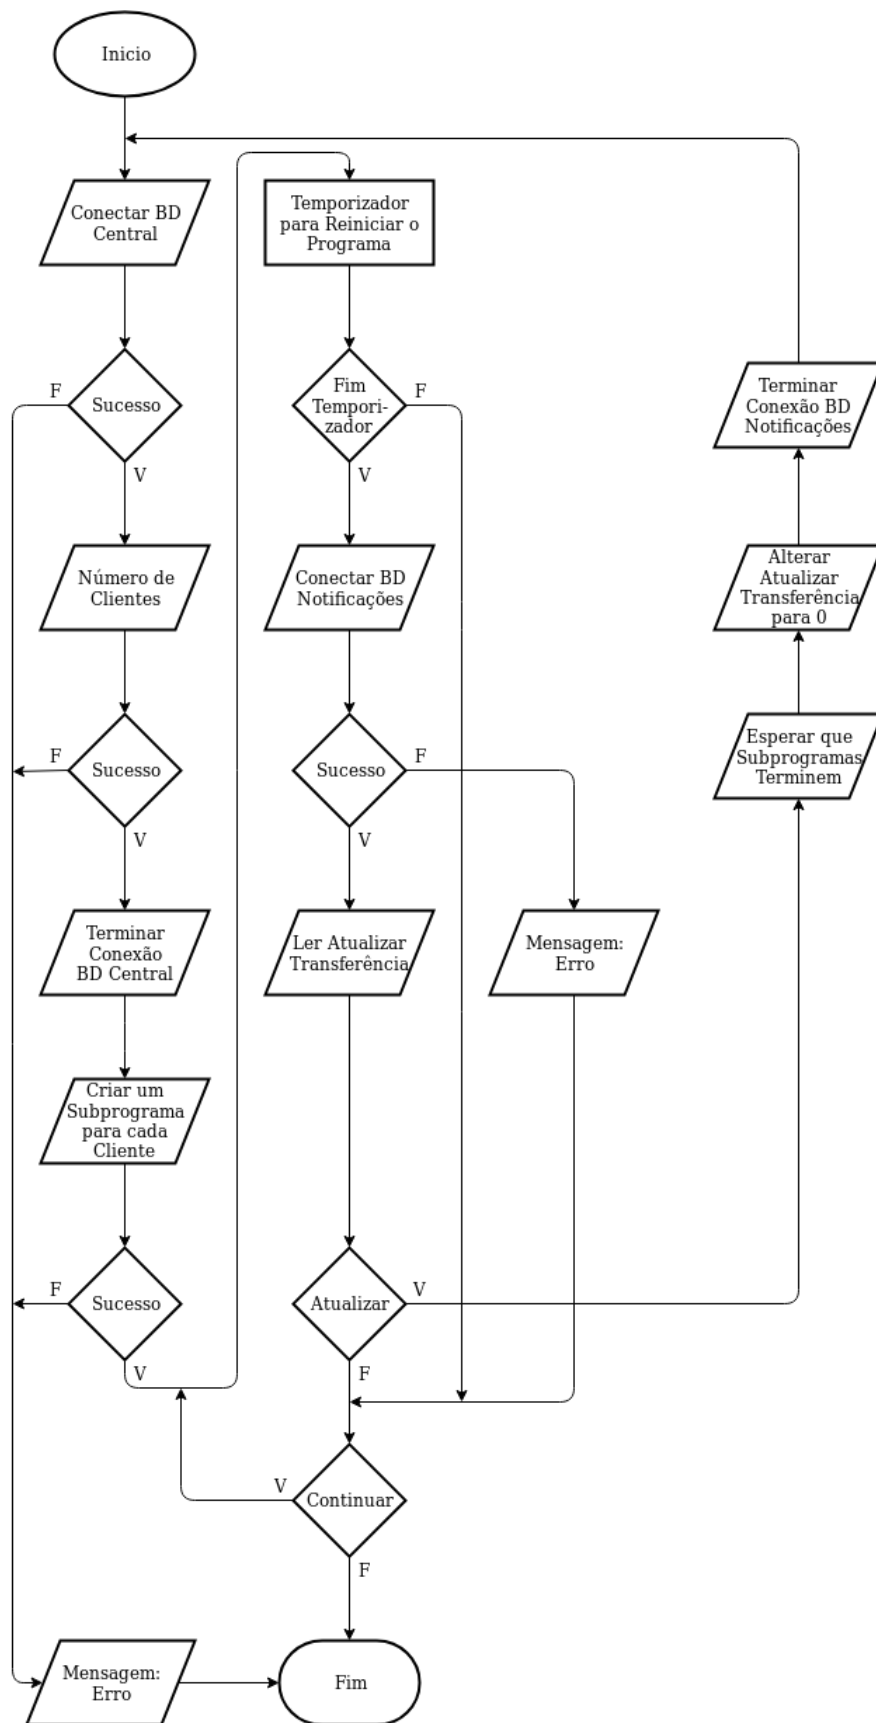 Inicio
Conectar BD
Central
F
Sucesso
V
Número de
Clientes
F
Sucesso
V
Terminar
Conexão
BD Central
Criar um
Subprograma
para cada
Cliente
F
Sucesso
V
Mensagem:
Erro
Temporizador
para Reiniciar o
Programa
Fim
Tempori-
zador
F
V
Conectar BD
Notificações
Sucesso
F
V
Ler Atualizar
Transferência
Mensagem:
Erro
Atualizar
V
F
V
Continuar
F
Fim
Terminar
Conexão BD
Notificações
Alterar
Atualizar
Transferência
para 0
Esperar que
Subprogramas
Terminem